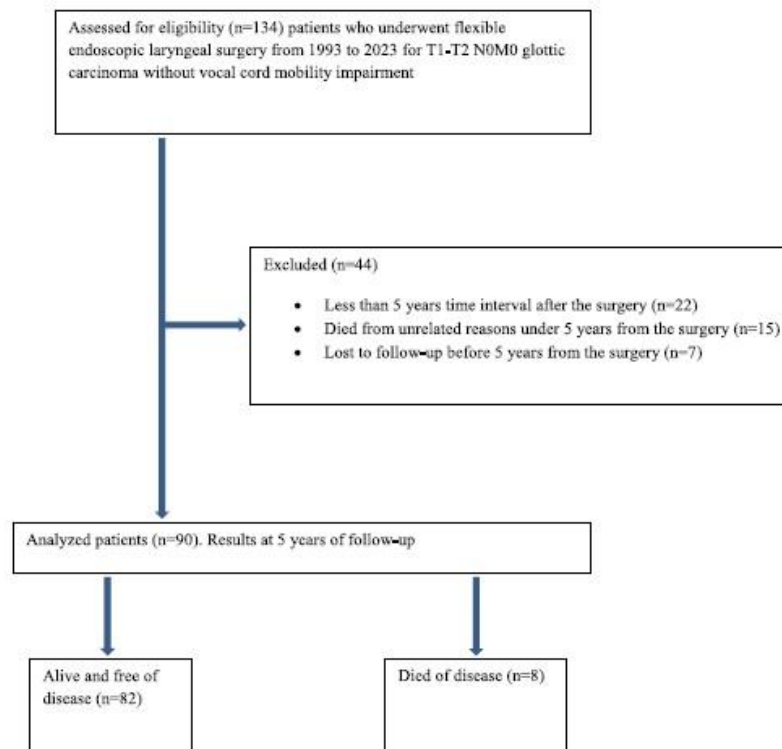 Assessed for eligibility (n=134) patients who underwent flexible
endoscopic laryngeal surgery from 1993 to 2023 for T1-T2 N0M0 glottic
carcinoma without vocal cord mobility impairment
Excluded (n=44)
• Less than 5 years time interval after the surgery (n=22)
• Died from unrelated reasons under 5 years from the surgery (n=15)
• Lost to follow-up before 5 years from the surgery (n=7)
Analyzed patients (n=90). Results at 5 years of follow-up
Alive and free of
disease (n=82)
Died of disease (n=8)